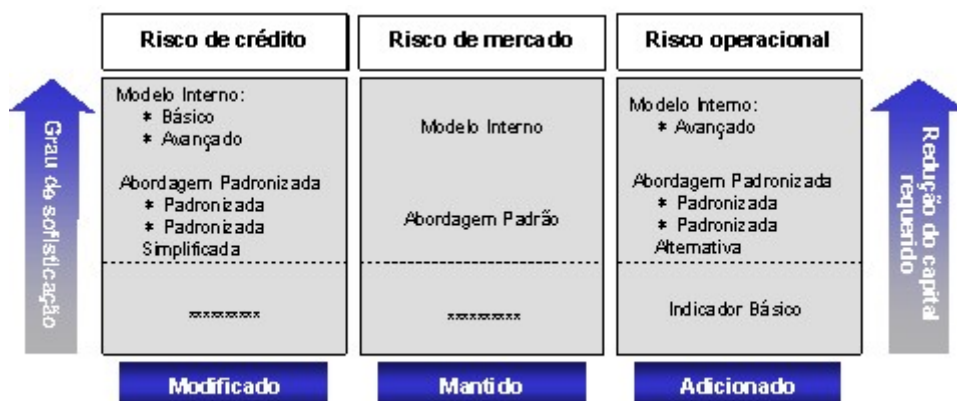 Risco de crédito
Risco de mercado
Risco operacional
Grau de sofisticação
Modelo Interno:
* Básico
* Avançado
Abordagem Padronizada
* Padronizada
* Padronizada
Simplificada
xxxxxxxxxx
Modificado
Modelo Interno
Abordagem Padrão
xxxxxxxxxx
Mantido
Modelo Interno:
* Avançado
Abordagem Padronizada
* Padronizada
* Padronizada
Alternativa
Indicador Básico
Adicionado
Redução do capital
requerido